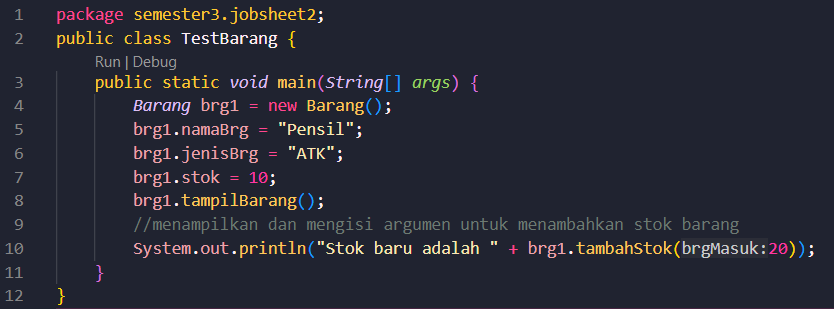 1 package semester3.jobsheet2;
2 public class TestBarang {
Run | Debug
3 public static void main(String[] args) {
4 Barang brg1 = new Barang();
5 brg1.namaBrg = "Pensil";
6 brg1.jenisBrg = "ATK";
7 brg1.stok = 10;
8 brg1.tampilBarang();
9 //menampilkan dan mengisi argumen untuk menambahkan stok barang
10 System.out.println("Stok baru adalah " + brg1.tambahStok(brgMasuk:20));
11 }
12 }